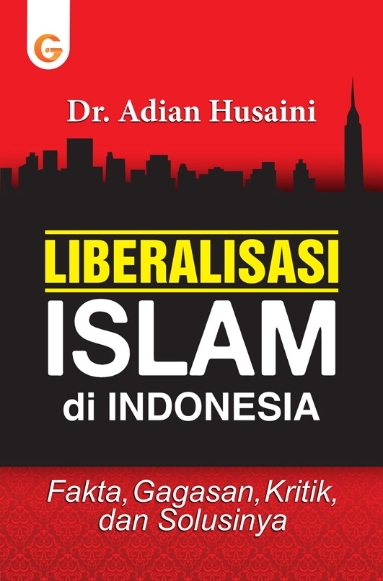 G
Dr. Adian Husaini
LIBERALISASI
ISLAM
di INDONESIA
Fakta, Gagasan, Kritik,
dan Solusinya